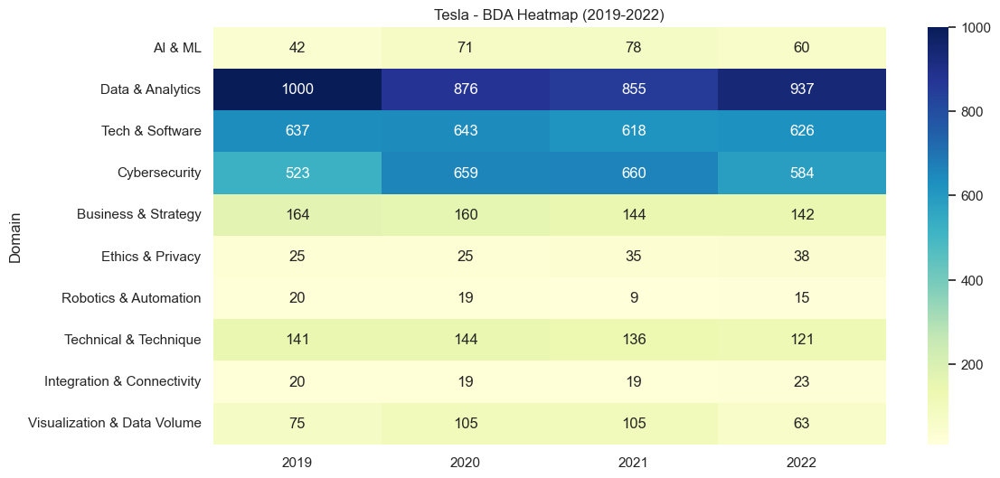 Tesla - BDA Heatmap (2019-2022)
Domain
AI & ML 42 71 78 60
Data & Analytics 1000 876 855 937
Tech & Software 637 643 618 626
Cybersecurity 523 659 660 584
Business & Strategy 164 160 144 142
Ethics & Privacy 25 25 35 38
Robotics & Automation 20 19 9 15
Technical & Technique 141 144 136 121
Integration & Connectivity 20 19 19 23
Visualization & Data Volume 75 105 105 63
2019 2020 2021 2022
1000
800
600
400
200